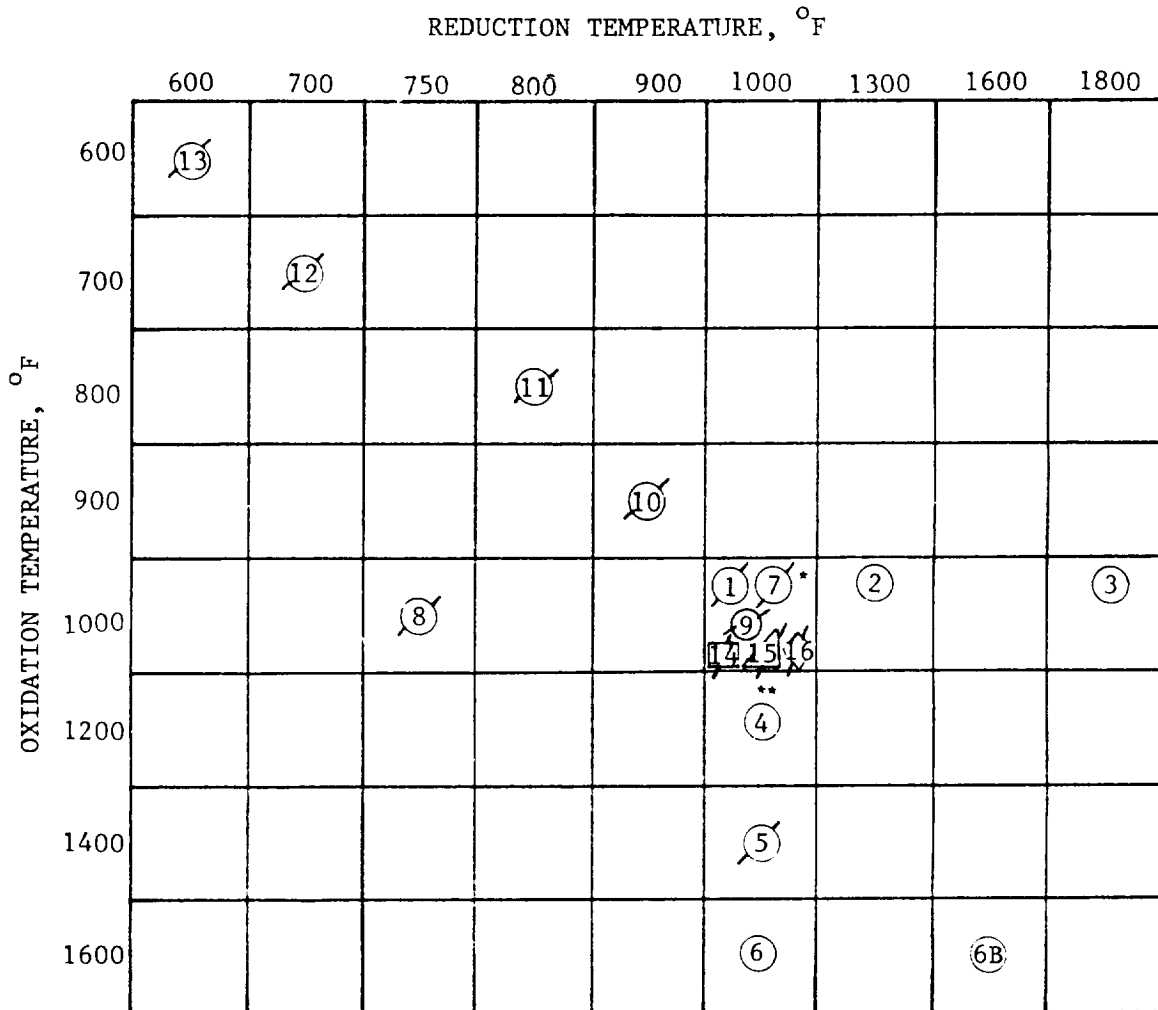 REDUCTION TEMPERATURE, °F
600 700 750 800 900 1000 1300 1600 1800
OXIDATION TEMPERATURE, °F
600 13
700 12
800 11
900 10
1 7 * 2 3
1000 8 9
14 15 16
**
1200 4
1400 5
1600 6 6B